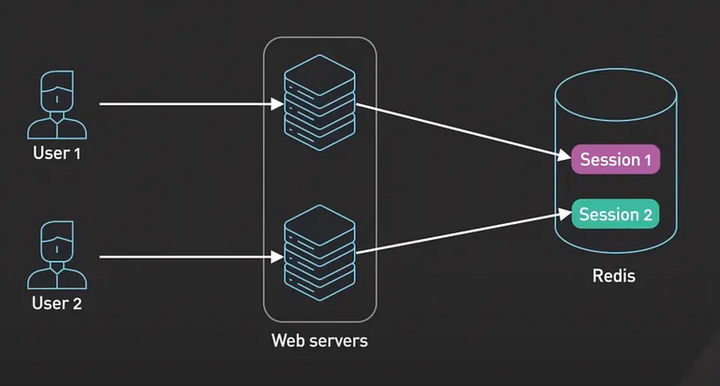 User 1
Session 1
Session 2
Redis
User 2
Web servers